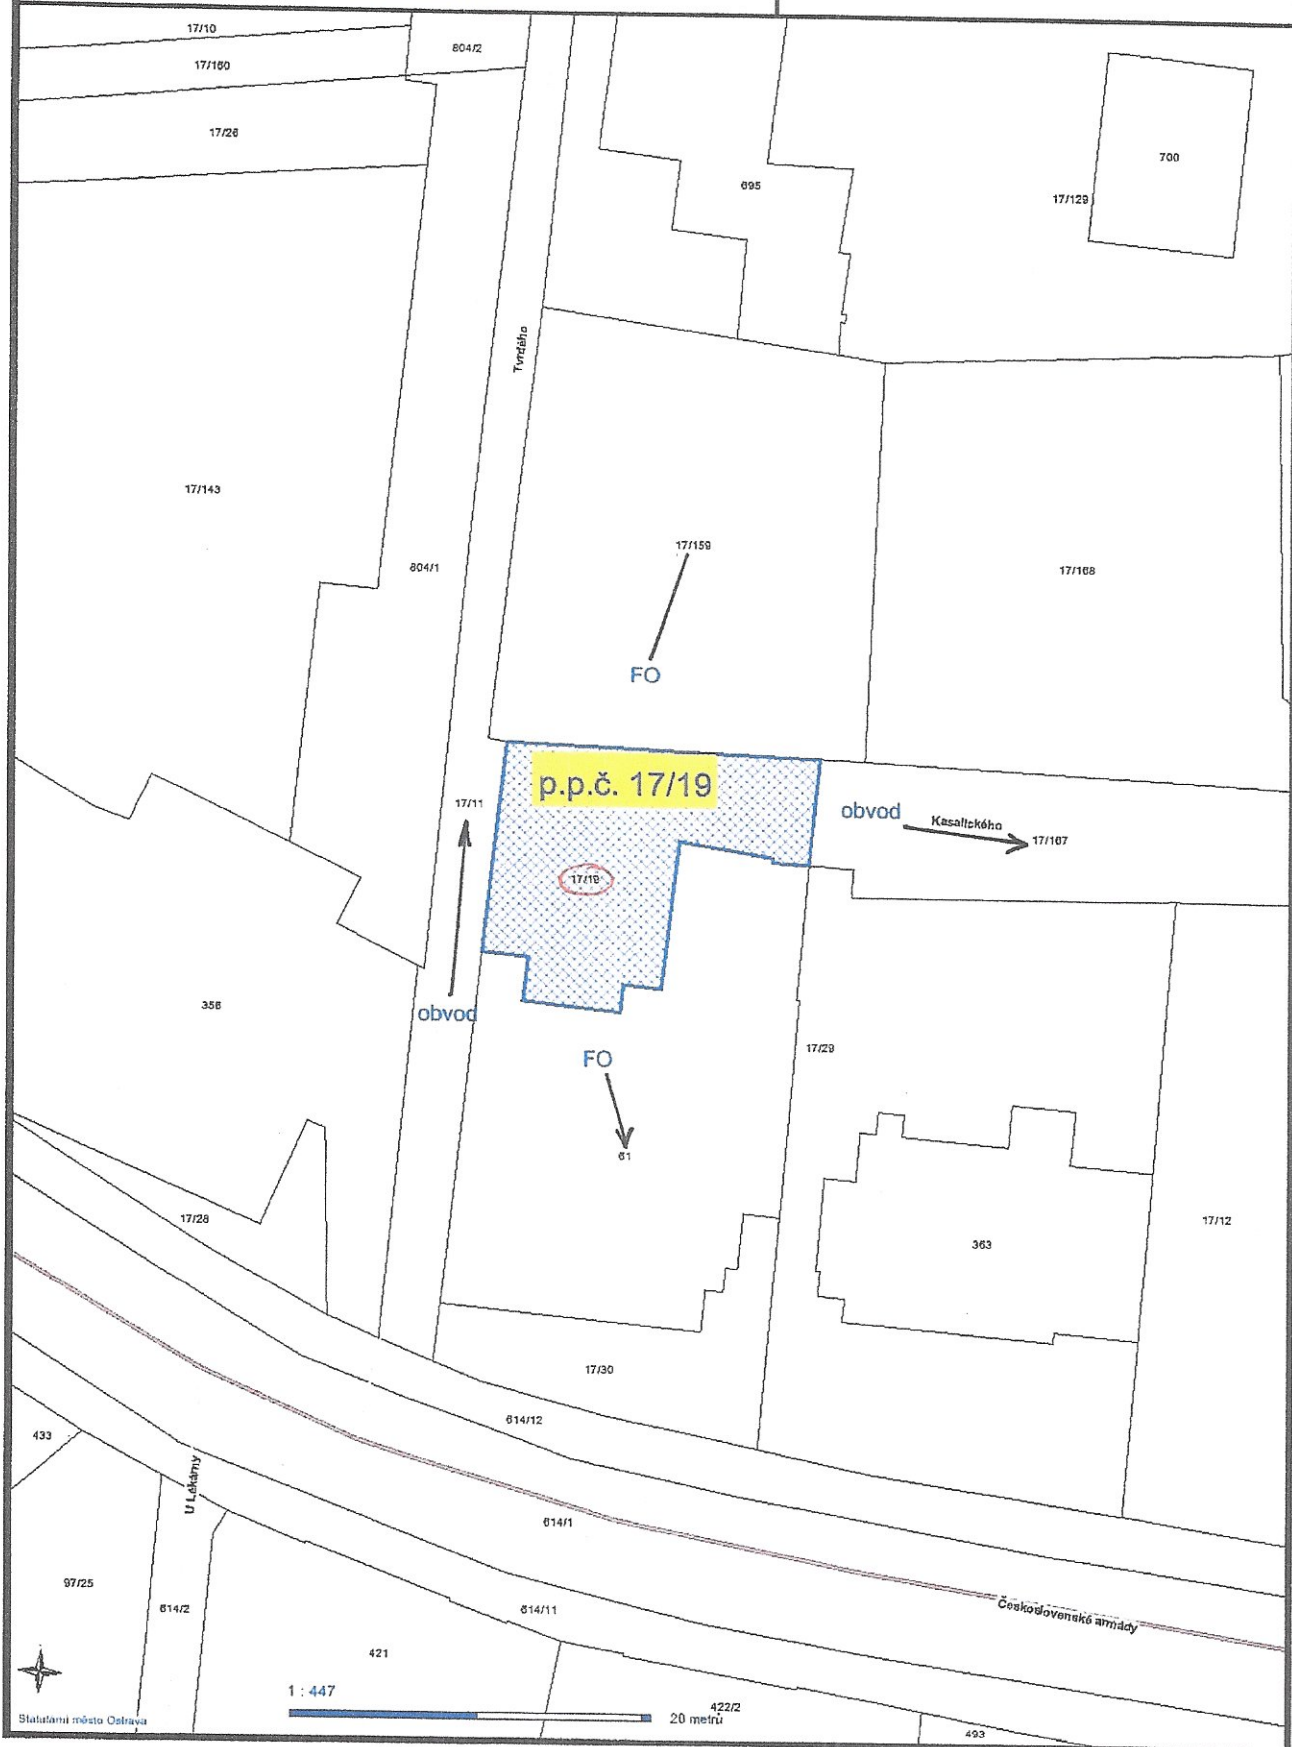 17/10
804/2
17/160
17/26
700
695
17/129
Tvrdého
17/143
17/159
804/1
17/168
FO
p.p.č. 17/19
17/11
obvod
Kasalického
17/167
17/19
358
obvod
17/29
FO
61
17/28
17/12
363
17/30
614/12
433
U Lékárny
614/1
97/25
614/2
614/11
Československé armády
421
1 : 447
422/2
20 metrů
Statutární město Ostrava
493